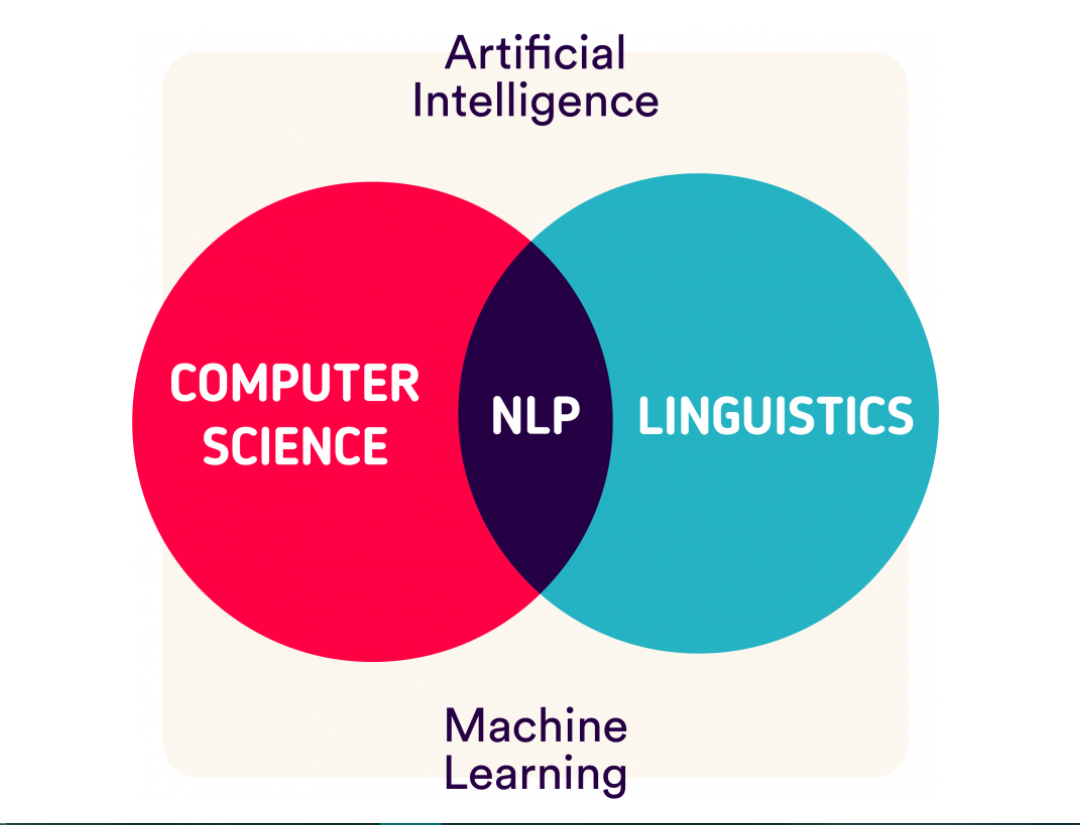 Artificial
Intelligence
COMPUTER
SCIENCE
NLP
LINGUISTICS
Machine
Learning